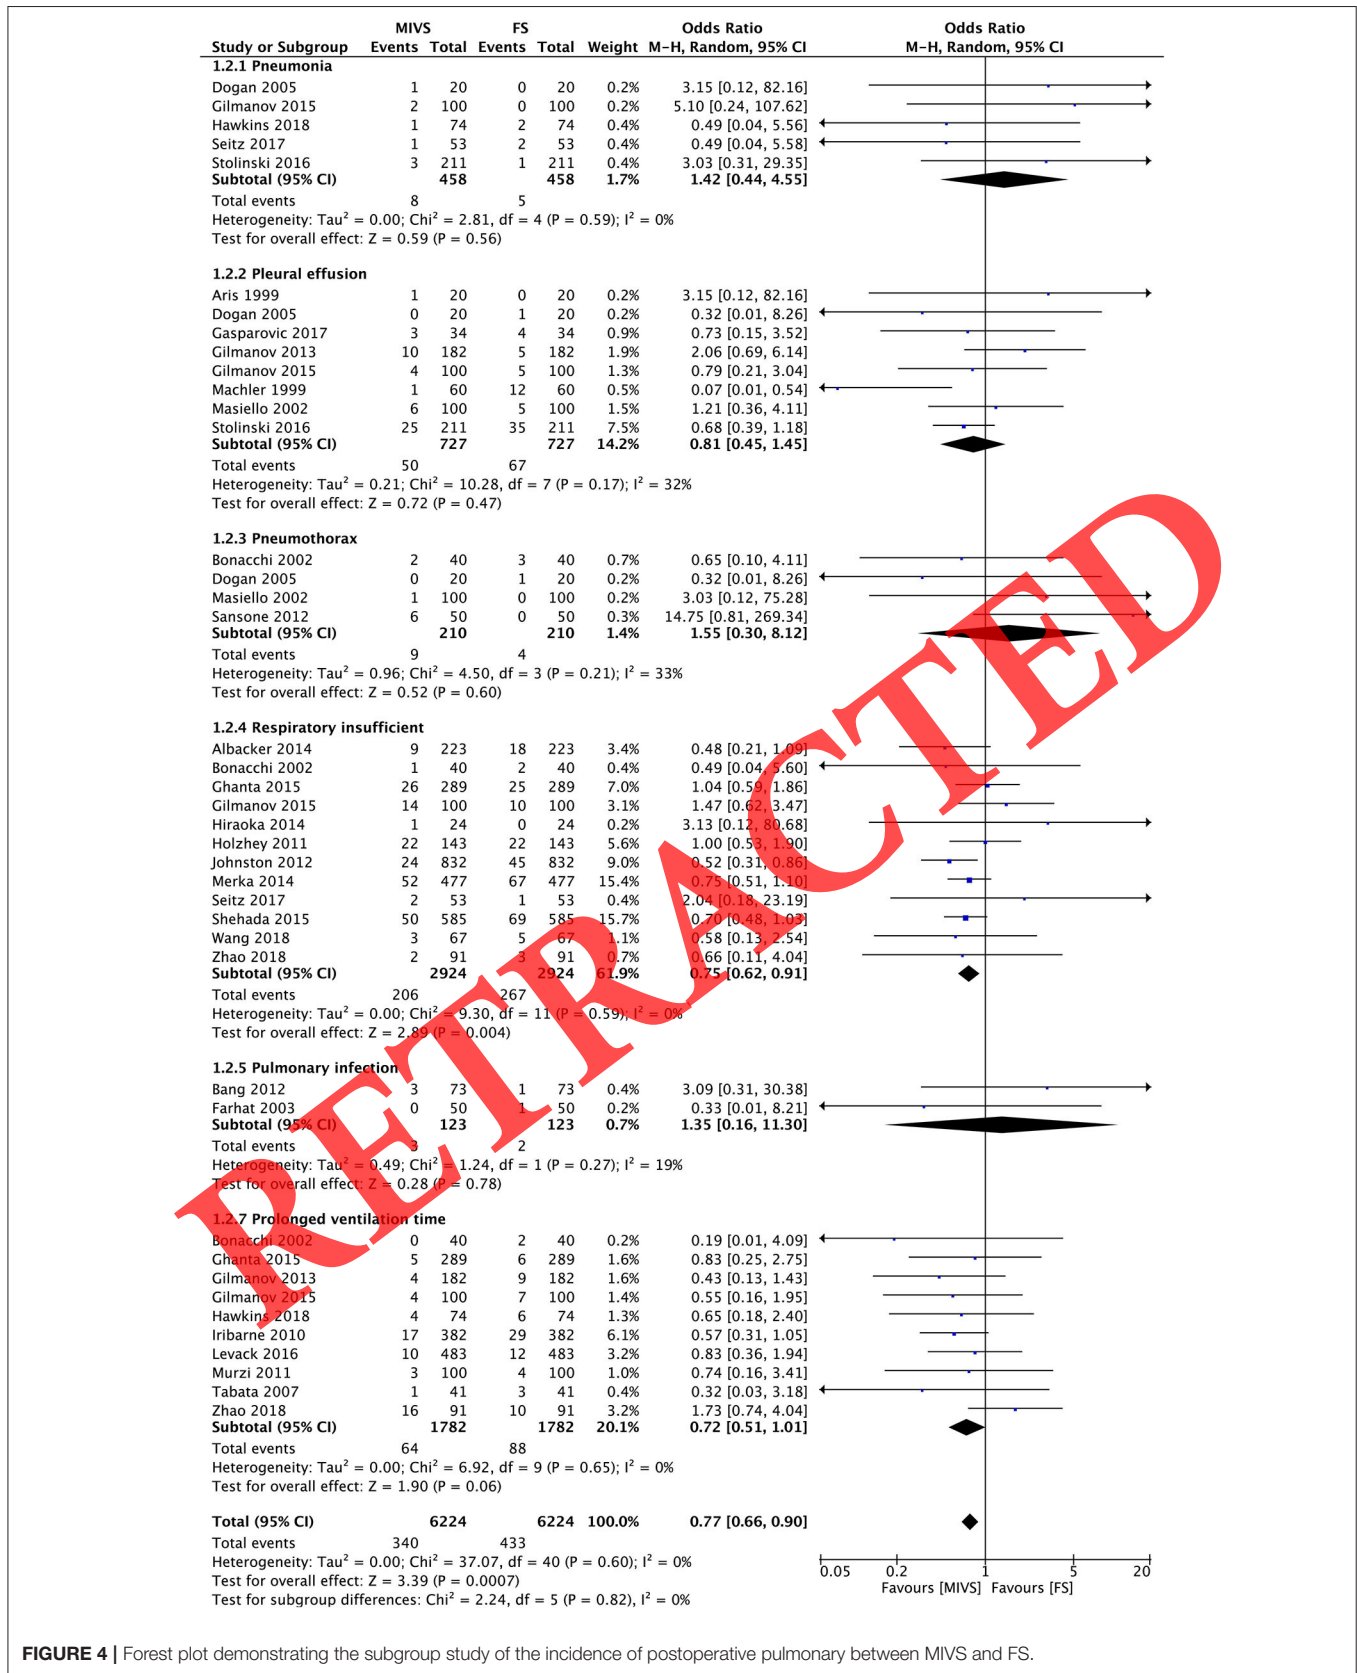 MIVS FS Odds Ratio Odds Ratio
Study or Subgroup Events Total Events Total Weight M-H, Random, 95% CI M-H, Random, 95% CI
1.2.1 Pneumonia
Dogan 2005 1 20 0 20 0.2% 3.15 [0.12, 82.16]
Gilmanov 2015 2 100 0 100 0.2% 5.10 [0.24, 107.62]
Hawkins 2018 1 74 2 74 0.4% 0.49 [0.04, 5.56]
Seitz 2017 1 53 2 53 0.4% 0.49 [0.04, 5.58]
Stolinski 2016 3 211 1 211 0.4% 3.03 [0.31, 29.35]
Subtotal (95% CI) 458 458 1.7% 1.42 [0.44, 4.55]
Total events 8 5
Heterogeneity: Tau² = 0.00; Chi² = 2.81, df = 4 (P = 0.59); I² = 0%
Test for overall effect: Z = 0.59 (P = 0.56)
1.2.2 Pleural effusion
Aris 1999 1 20 0 20 0.2% 3.15 [0.12, 82.16]
Dogan 2005 0 20 1 20 0.2% 0.32 [0.01, 8.26]
Gasparovic 2017 3 34 4 34 0.9% 0.73 [0.15, 3.52]
Gilmanov 2013 10 182 5 182 1.9% 2.06 [0.69, 6.14]
Gilmanov 2015 4 100 5 100 1.3% 0.79 [0.21, 3.04]
Machler 1999 1 60 12 60 0.5% 0.07 [0.01, 0.54]
Masiello 2002 6 100 5 100 1.5% 1.21 [0.36, 4.11]
Stolinski 2016 25 211 35 211 7.5% 0.68 [0.39, 1.18]
Subtotal (95% CI) 727 727 14.2% 0.81 [0.45, 1.45]
Total events 50 67
Heterogeneity: Tau² = 0.21; Chi² = 10.28, df = 7 (P = 0.17); I² = 32%
Test for overall effect: Z = 0.72 (P = 0.47)
1.2.3 Pneumothorax
Bonacchi 2002 2 40 3 40 0.7% 0.65 [0.10, 4.11]
Dogan 2005 0 20 1 20 0.2% 0.32 [0.01, 8.26]
Masiello 2002 1 100 0 100 0.2% 3.03 [0.12, 75.28]
Sansone 2012 6 50 0 50 0.3% 14.75 [0.81, 269.34]
Subtotal (95% CI) 210 210 1.4% 1.55 [0.30, 8.12]
Total events 9 4
Heterogeneity: Tau² = 0.96; Chi² = 4.50, df = 3 (P = 0.21); I² = 33%
Test for overall effect: Z = 0.52 (P = 0.60)
1.2.4 Respiratory insufficient
Albacker 2014 9 223 18 223 3.4% 0.48 [0.21, 1.09]
Bonacchi 2002 1 40 2 40 0.4% 0.49 [0.04, 5.60]
Ghanta 2015 26 289 25 289 7.0% 1.04 [0.59, 1.86]
Gilmanov 2015 14 100 10 100 3.1% 1.47 [0.62, 3.47]
Hiraoka 2014 1 24 0 24 0.2% 3.13 [0.12, 80.68]
Holzhey 2011 22 143 22 143 5.6% 1.00 [0.53, 1.90]
Johnston 2012 24 832 45 832 9.0% 0.52 [0.31, 0.86]
Merka 2014 52 477 67 477 15.4% 0.75 [0.51, 1.10]
Seitz 2017 2 53 1 53 0.4% 2.04 [0.18, 23.19]
Shehada 2015 50 585 69 585 15.7% 0.70 [0.48, 1.03]
Wang 2018 3 67 5 67 1.1% 0.58 [0.13, 2.54]
Zhao 2018 2 91 3 91 0.7% 0.66 [0.11, 4.04]
Subtotal (95% CI) 2924 2924 61.9% 0.75 [0.62, 0.91]
Total events 206 267
Heterogeneity: Tau² = 0.00; Chi² = 9.30, df = 11 (P = 0.59); I² = 0%
Test for overall effect: Z = 2.89 (P = 0.004)
1.2.5 Pulmonary infection
Bang 2012 3 73 1 73 0.4% 3.09 [0.31, 30.38]
Farhat 2003 0 50 1 50 0.2% 0.33 [0.01, 8.21]
Subtotal (95% CI) 123 123 0.7% 1.35 [0.16, 11.30]
Total events 3 2
Heterogeneity: Tau² = 0.49; Chi² = 1.24, df = 1 (P = 0.27); I² = 19%
Test for overall effect: Z = 0.28 (P = 0.78)
1.2.7 Prolonged ventilation time
Bonacchi 2002 0 40 2 40 0.2% 0.19 [0.01, 4.09]
Ghanta 2015 5 289 6 289 1.6% 0.83 [0.25, 2.75]
Gilmanov 2013 4 182 9 182 1.6% 0.43 [0.13, 1.43]
Gilmanov 2015 4 100 7 100 1.4% 0.55 [0.16, 1.95]
Hawkins 2018 4 74 6 74 1.3% 0.65 [0.18, 2.40]
Iribarne 2010 17 382 29 382 6.1% 0.57 [0.31, 1.05]
Levack 2016 10 483 12 483 3.2% 0.83 [0.36, 1.94]
Murzi 2011 3 100 4 100 1.0% 0.74 [0.16, 3.41]
Tabata 2007 1 41 3 41 0.4% 0.32 [0.03, 3.18]
Zhao 2018 16 91 10 91 3.2% 1.73 [0.74, 4.04]
Subtotal (95% CI) 1782 1782 20.1% 0.72 [0.51, 1.01]
Total events 64 88
Heterogeneity: Tau² = 0.00; Chi² = 6.92, df = 9 (P = 0.65); I² = 0%
Test for overall effect: Z = 1.90 (P = 0.06)
Total (95% CI) 6224 6224 100.0% 0.77 [0.66, 0.90]
Total events 340 433
Heterogeneity: Tau² = 0.00; Chi² = 37.07, df = 40 (P = 0.60); I² = 0%
Test for overall effect: Z = 3.39 (P = 0.0007)
Test for subgroup differences: Chi² = 2.24, df = 5 (P = 0.82), I² = 0%
0.05 0.2 1 5 20
Favours [MIVS] Favours [FS]
RETRACTED
FIGURE 4 | Forest plot demonstrating the subgroup study of the incidence of postoperative pulmonary between MIVS and FS.